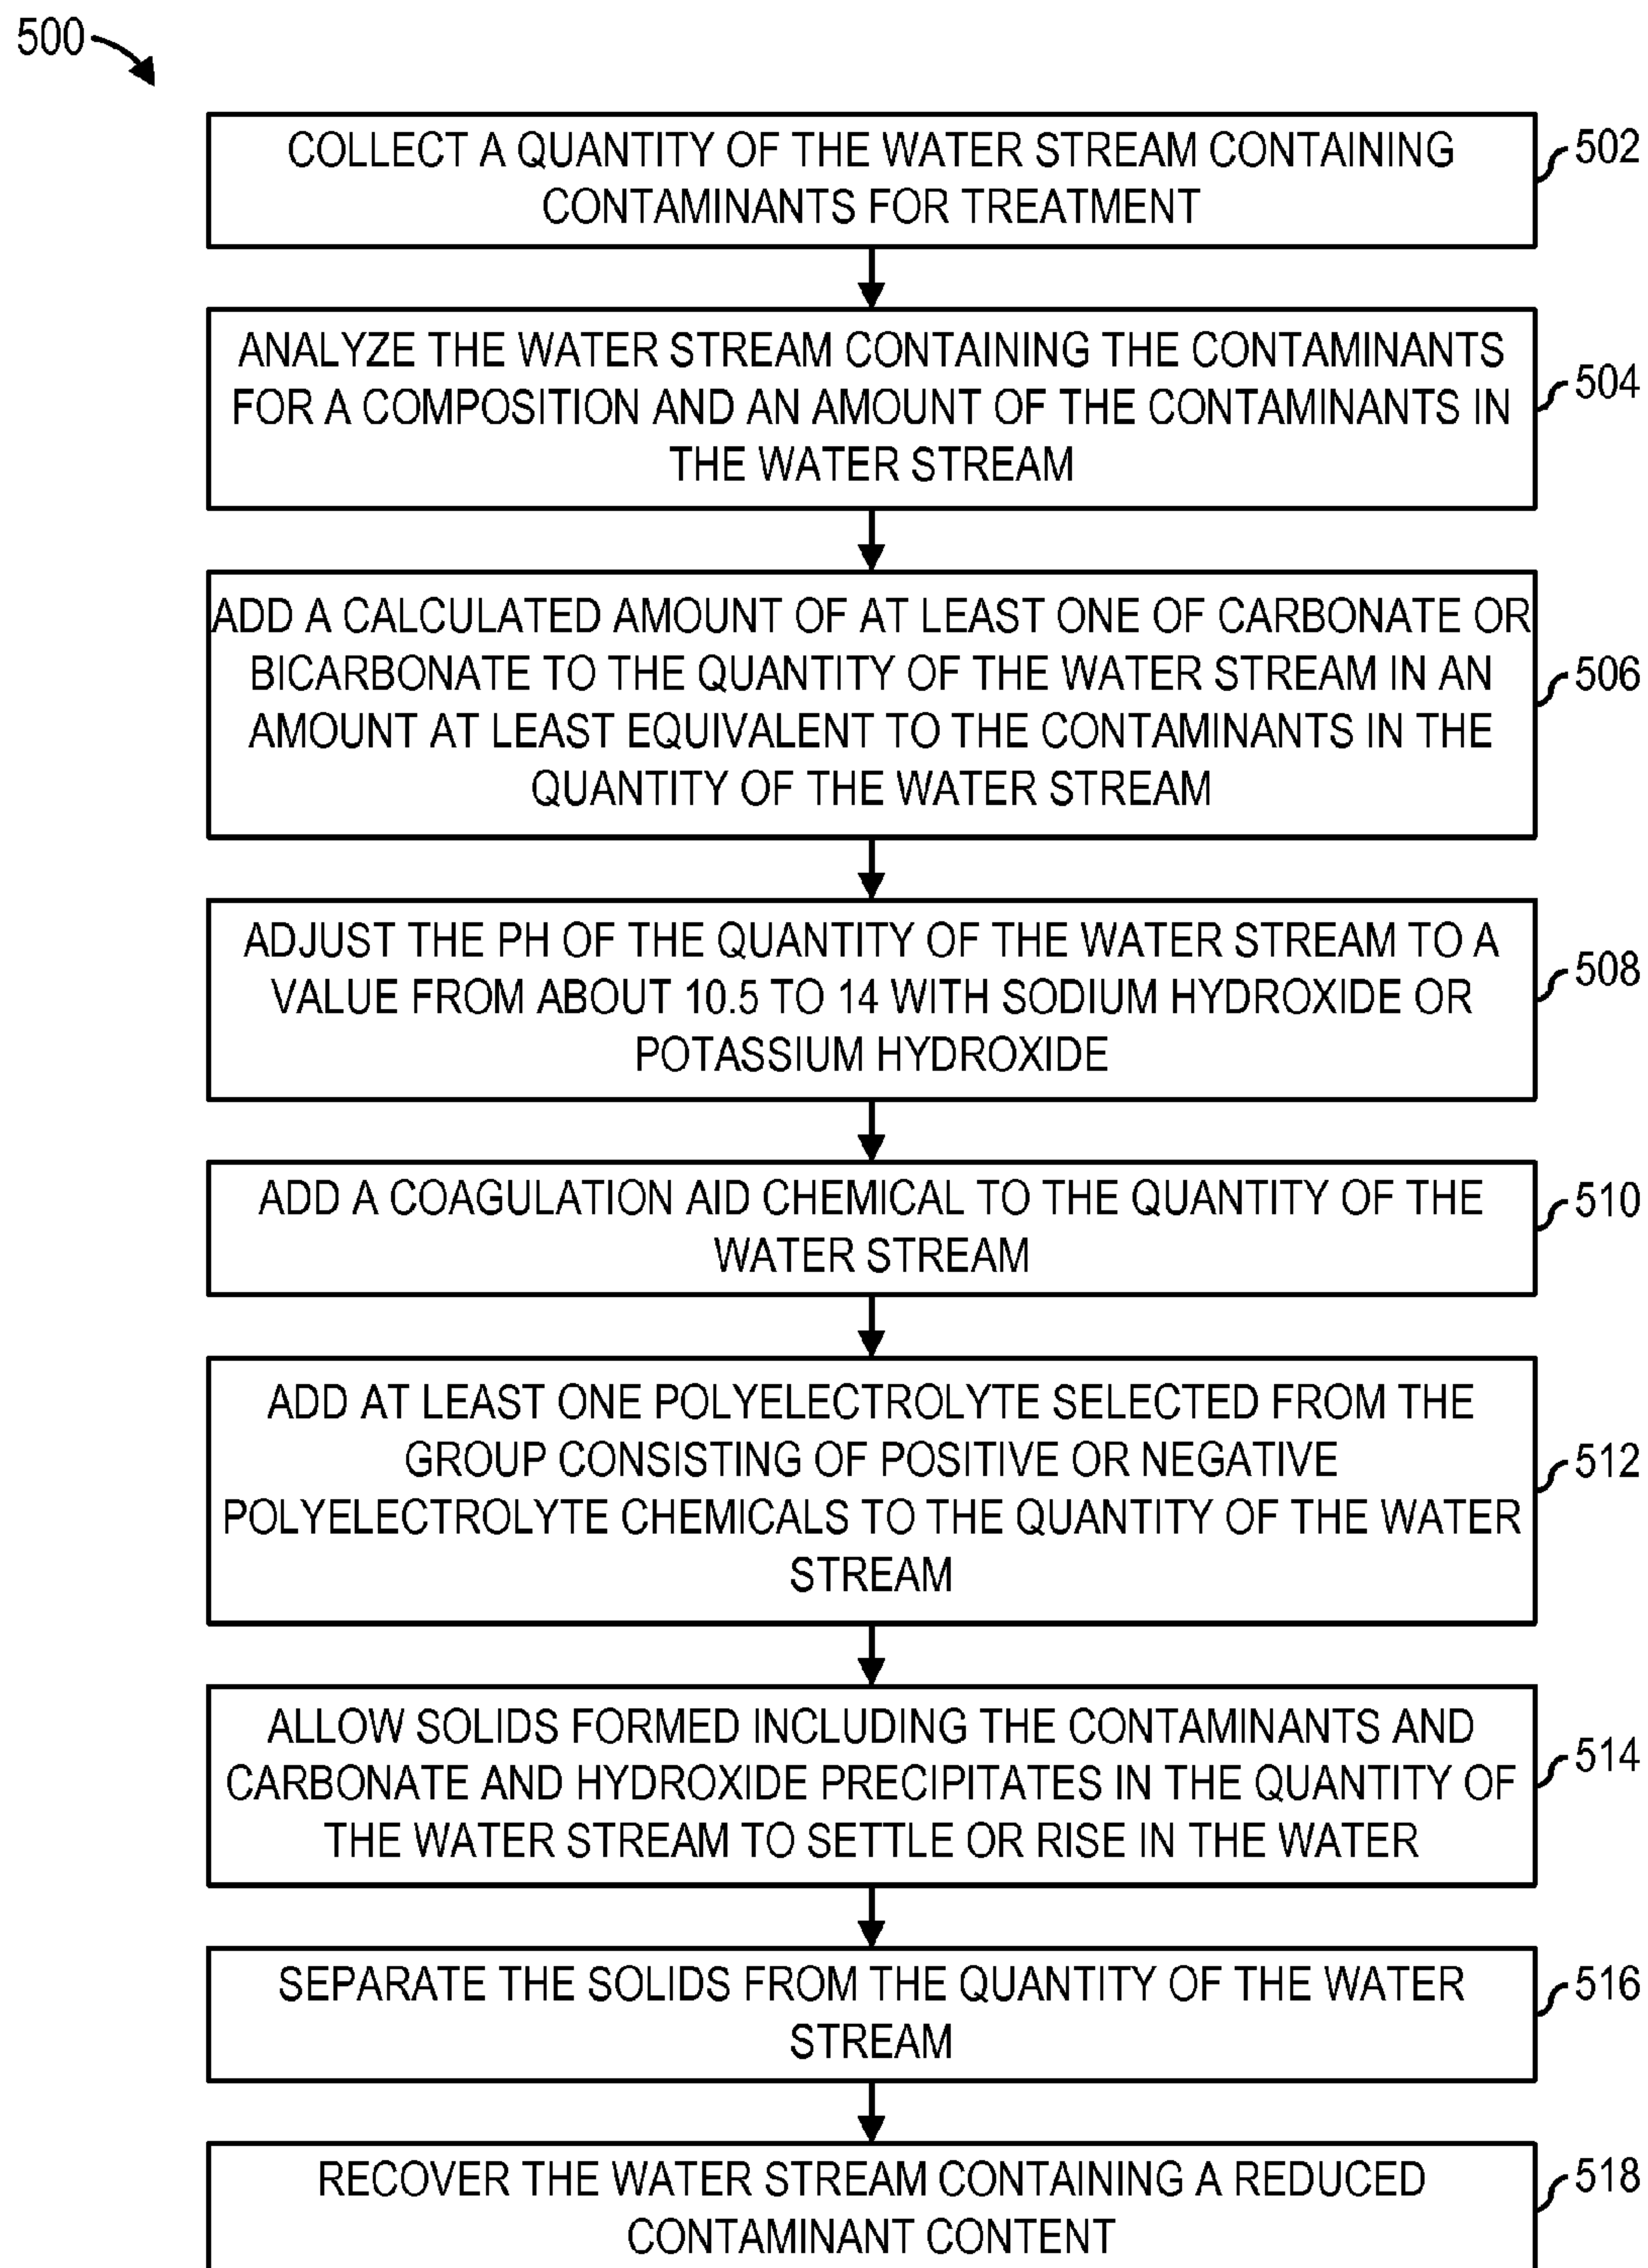 500
COLLECT A QUANTITY OF THE WATER STREAM CONTAINING
CONTAMINANTS FOR TREATMENT
502
ANALYZE THE WATER STREAM CONTAINING THE CONTAMINANTS
FOR A COMPOSITION AND AN AMOUNT OF THE CONTAMINANTS IN
THE WATER STREAM
504
ADD A CALCULATED AMOUNT OF AT LEAST ONE OF CARBONATE OR
BICARBONATE TO THE QUANTITY OF THE WATER STREAM IN AN
AMOUNT AT LEAST EQUIVALENT TO THE CONTAMINANTS IN THE
QUANTITY OF THE WATER STREAM
506
ADJUST THE PH OF THE QUANTITY OF THE WATER STREAM TO A
VALUE FROM ABOUT 10.5 TO 14 WITH SODIUM HYDROXIDE OR
POTASSIUM HYDROXIDE
508
ADD A COAGULATION AID CHEMICAL TO THE QUANTITY OF THE
WATER STREAM
510
ADD AT LEAST ONE POLYELECTROLYTE SELECTED FROM THE
GROUP CONSISTING OF POSITIVE OR NEGATIVE
POLYELECTROLYTE CHEMICALS TO THE QUANTITY OF THE WATER
STREAM
512
ALLOW SOLIDS FORMED INCLUDING THE CONTAMINANTS AND
CARBONATE AND HYDROXIDE PRECIPITATES IN THE QUANTITY OF
THE WATER STREAM TO SETTLE OR RISE IN THE WATER
514
SEPARATE THE SOLIDS FROM THE QUANTITY OF THE WATER
STREAM
516
RECOVER THE WATER STREAM CONTAINING A REDUCED
CONTAMINANT CONTENT
518